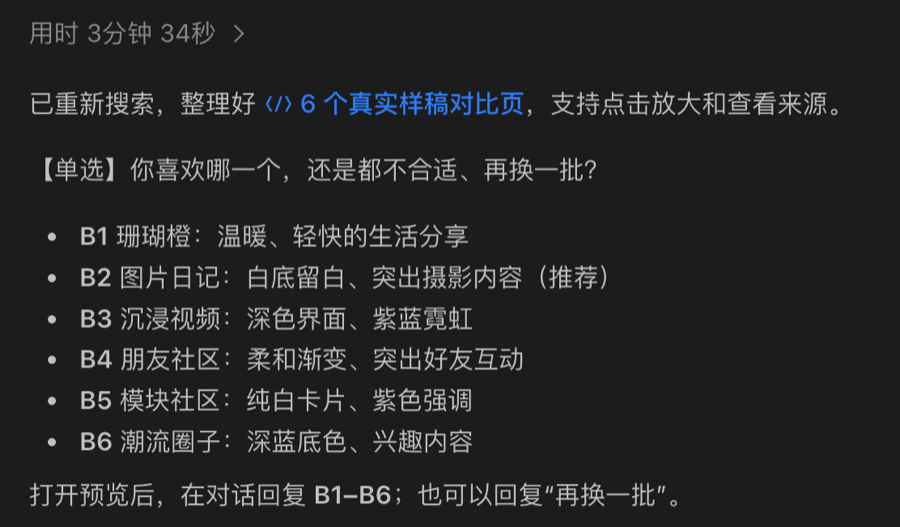 用时 3分钟 34秒 >
已重新搜索，整理好 </> 6 个真实样稿对比页，支持点击放大和查看来源。
【单选】你喜欢哪一个，还是都不合适、再换一批？
• B1 珊瑚橙：温暖、轻快的生活分享
• B2 图片日记：白底留白、突出摄影内容（推荐）
• B3 沉浸视频：深色界面、紫蓝霓虹
• B4 朋友社区：柔和渐变、突出好友互动
• B5 模块社区：纯白卡片、紫色强调
• B6 潮流圈子：深蓝底色、兴趣内容
打开预览后，在对话回复 B1–B6；也可以回复“再换一批”。